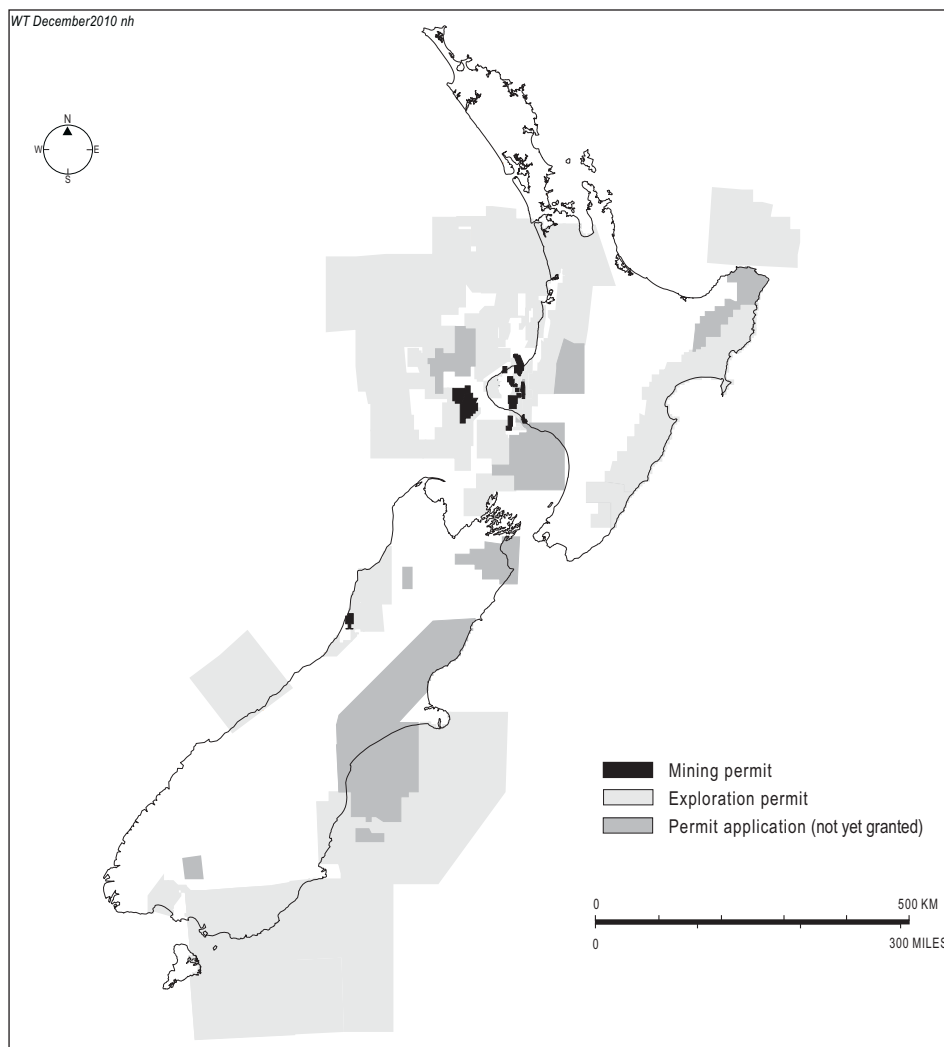 WT December2010 nh
N
W E
S
Mining permit
Exploration permit
Permit application (not yet granted)
0 500 KM
0 300 MILES